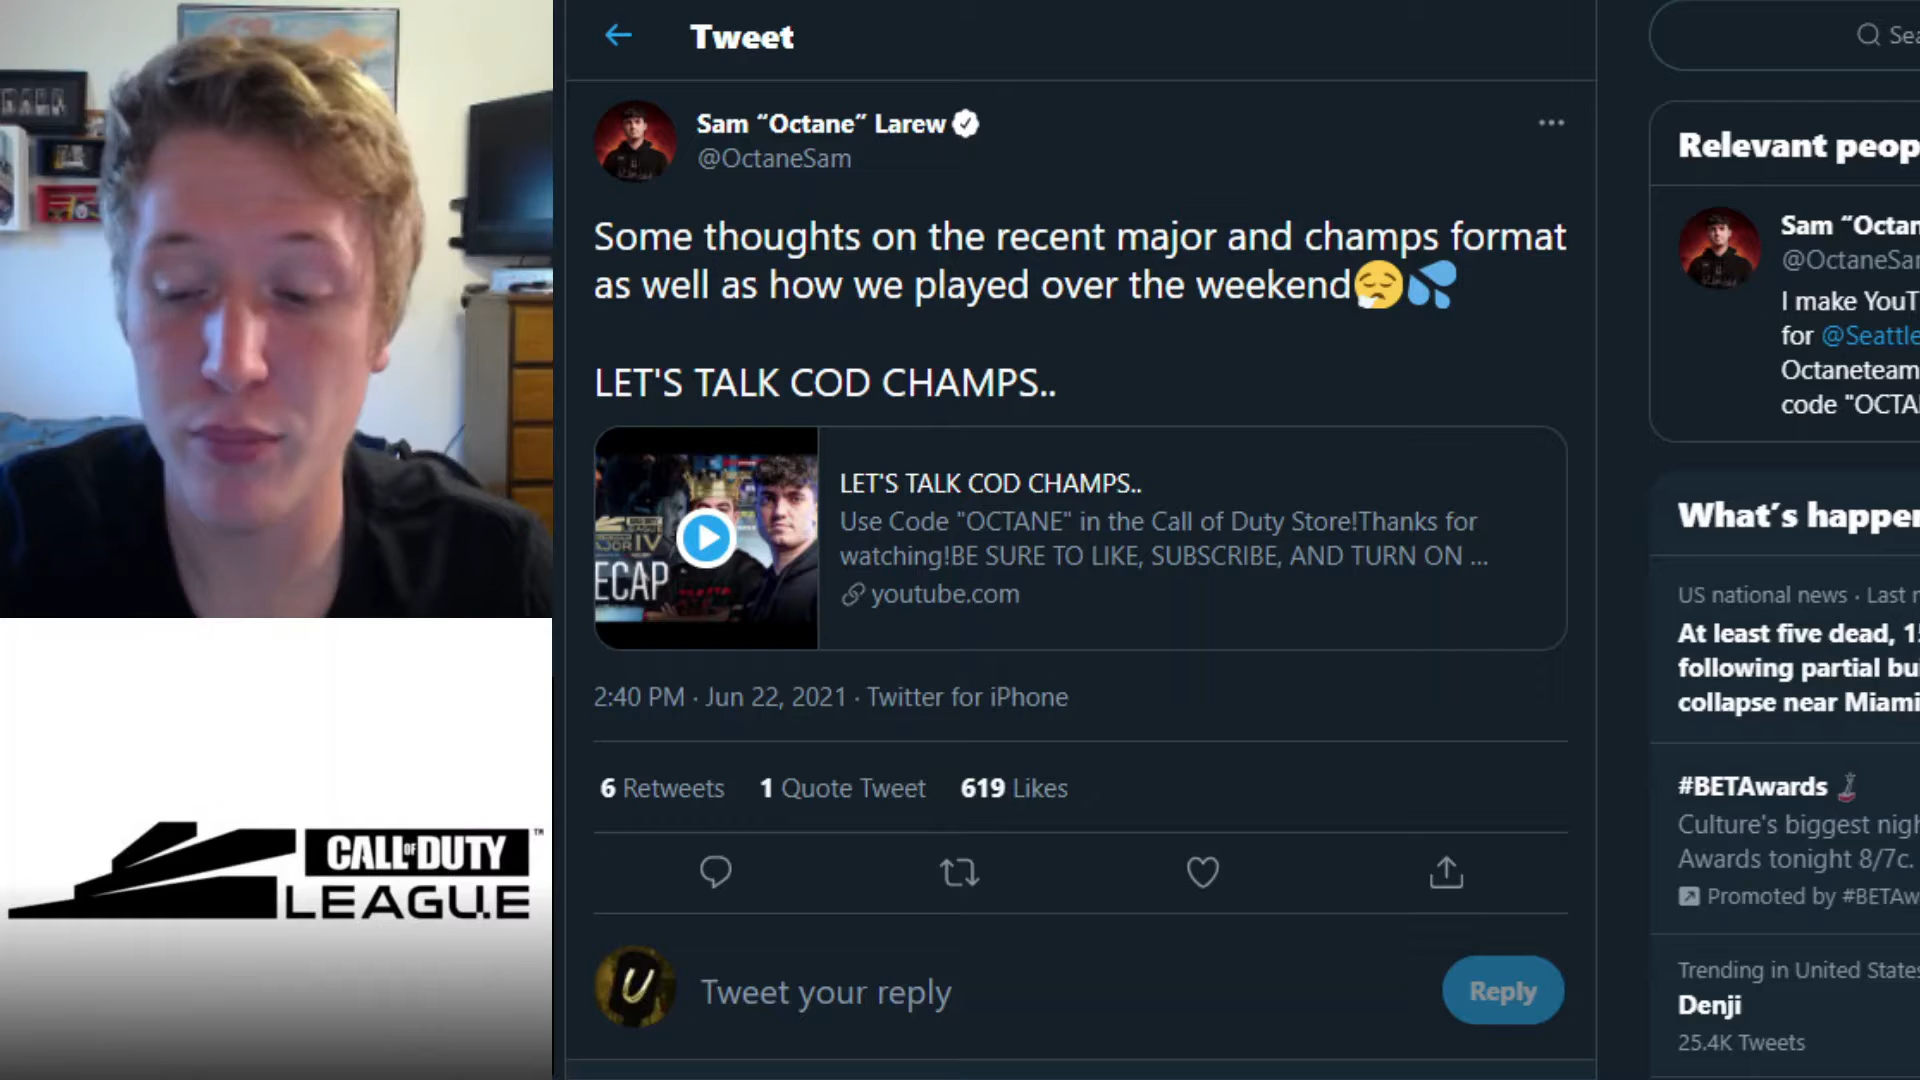 Tweet
Sam “Octane” Larew
@OctaneSam
Some thoughts on the recent major and champs format
as well as how we played over the weekend😮‍💨💦
LET'S TALK COD CHAMPS..
LET'S TALK COD CHAMPS..
Use Code "OCTANE" in the Call of Duty Store!Thanks for
watching!BE SURE TO LIKE, SUBSCRIBE, AND TURN ON ...
youtube.com
2:40 PM · Jun 22, 2021 · Twitter for iPhone
6 Retweets 1 Quote Tweet 619 Likes
Tweet your reply
Reply
U
CALL OF DUTY
LEAGUE
™
ECAP
Sea
Relevant peop
Sam “Octan
@OctaneSa
I make YouT
for @Seattle
Octaneteam
code "OCTA
What’s happen
US national news · Last n
At least five dead, 15
following partial bu
collapse near Miami
#BETAwards
Culture's biggest nigh
Awards tonight 8/7c.
Promoted by #BETAw
Trending in United States
Denji
25.4K Tweets